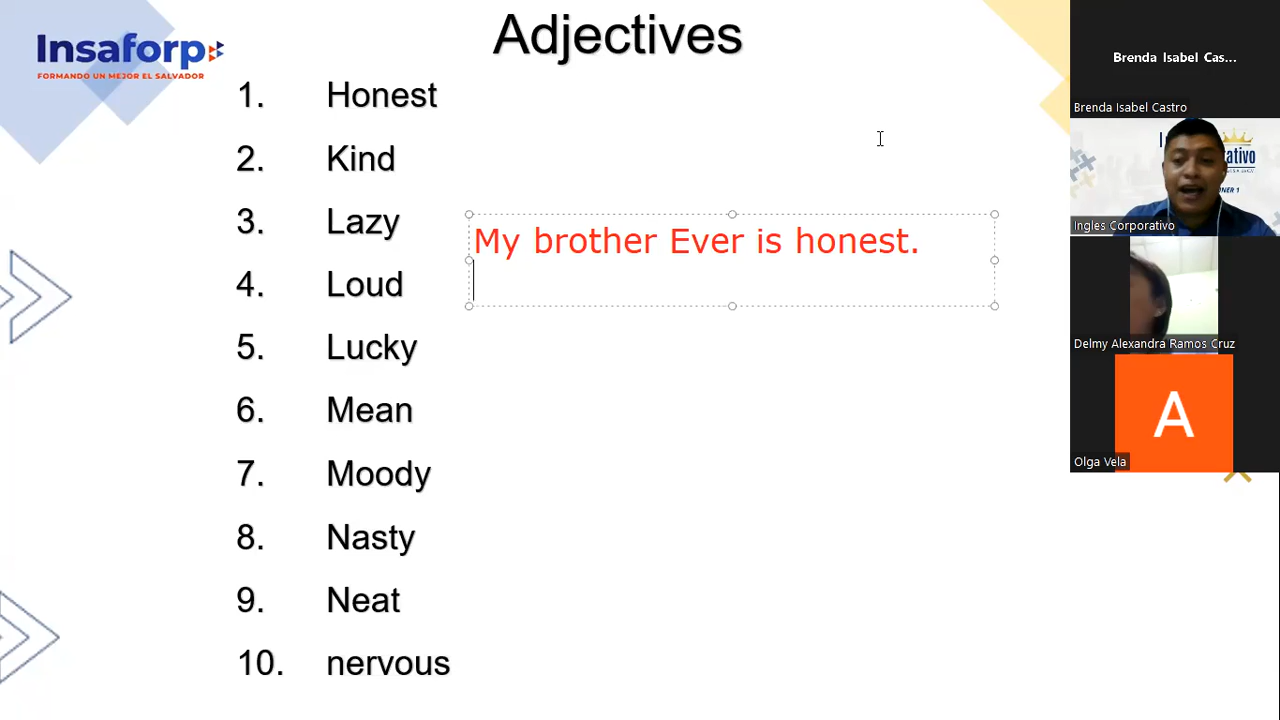 Adjectives
Insaforp
FORMANDO UN MEJOR EL SALVADOR
1. Honest
2. Kind
3. Lazy
4. Loud
5. Lucky
6. Mean
7. Moody
8. Nasty
9. Neat
10. nervous
My brother Ever is honest.
Brenda Isabel Cas...
Brenda Isabel Castro
Ingles Corporativo
Delmy Alexandra Ramos Cruz
A
Olga Vela